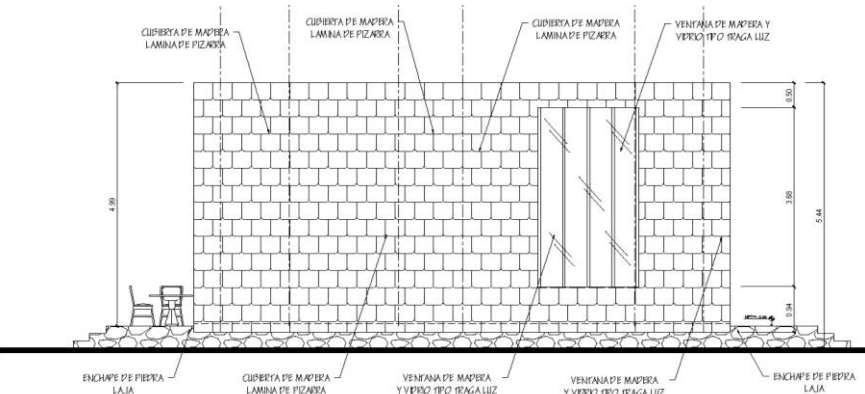 CUBIERTA DE MADERA
LAMINA DE PIZARRA
CUBIERTA DE MADERA
LAMINA DE PIZARRA
CUBIERTA DE MADERA
LAMINA DE PIZARRA
VENTANA DE MADERA Y
VIDRIO TIPO TRAGA LUZ
0.50
4.99
3.68
5.44
0.94
ENCHAPE DE PIEDRA
LAJA
CUBIERTA DE MADERA
LAMINA DE PIZARRA
VENTANA DE MADERA
Y VIDRIO TIPO TRAGA LUZ
VENTANA DE MADERA
Y VIDRIO TIPO TRAGA LUZ
ENCHAPE DE PIEDRA
LAJA